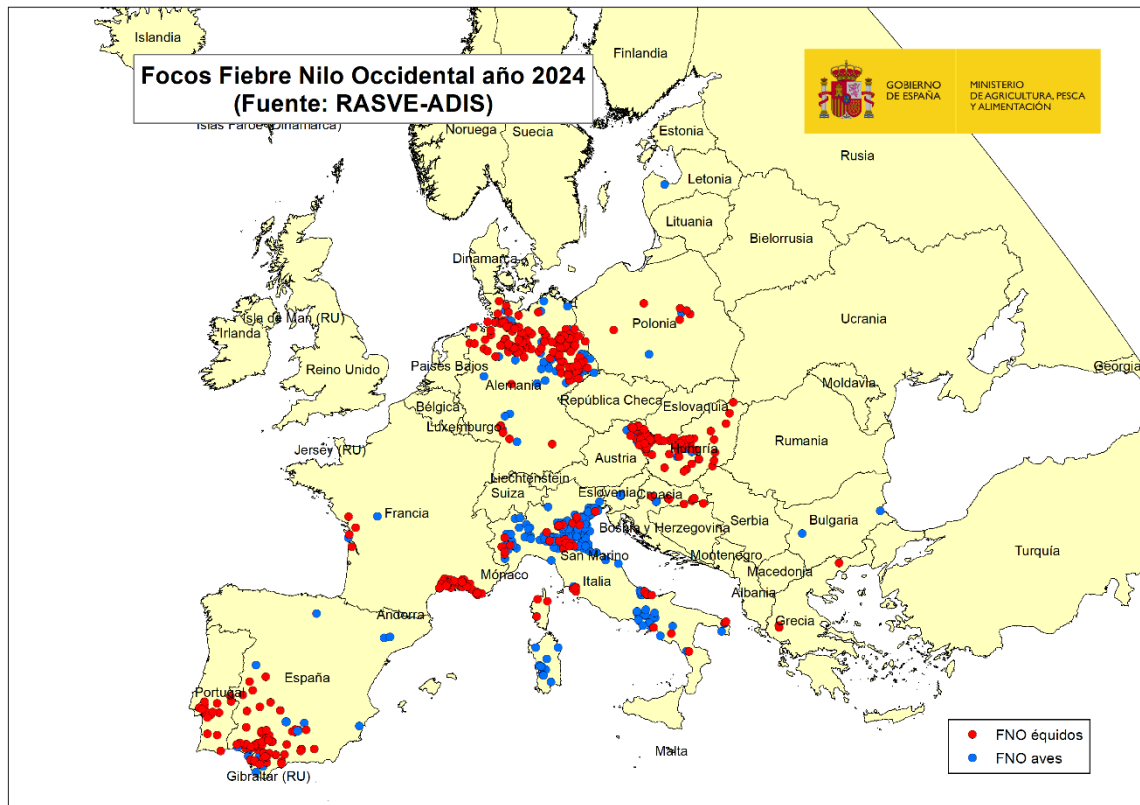 Islandia
Finlandia
Focos Fiebre Nilo Occidental año 2024
(Fuente: RASVE-ADIS)
GOBIERNO
DE ESPAÑA
MINISTERIO
DE AGRICULTURA, PESCA
Y ALIMENTACIÓN
Islas Faroe (Dinamarca)
Noruega
Suecia
Estonia
Rusia
Letonia
Lituania
Bielorrusia
Dinamarca
Isla de Man (RU)
Irlanda
Polonia
Ucrania
Reino Unido
Países Bajos
Alemania
Georgia
Moldavia
Bélgica
República Checa
Eslovaquia
Luxemburgo
Jersey (RU)
Austria
Hungría
Rumania
Liechtenstein
Suiza
Eslovenia
Croacia
Francia
Bosnia y Herzegovina
Serbia
Bulgaria
San Marino
Montenegro
Turquía
Mónaco
Italia
Macedonia
Albania
Andorra
Grecia
España
Portugal
Malta
Gibraltar (RU)
FNO équidos
FNO aves